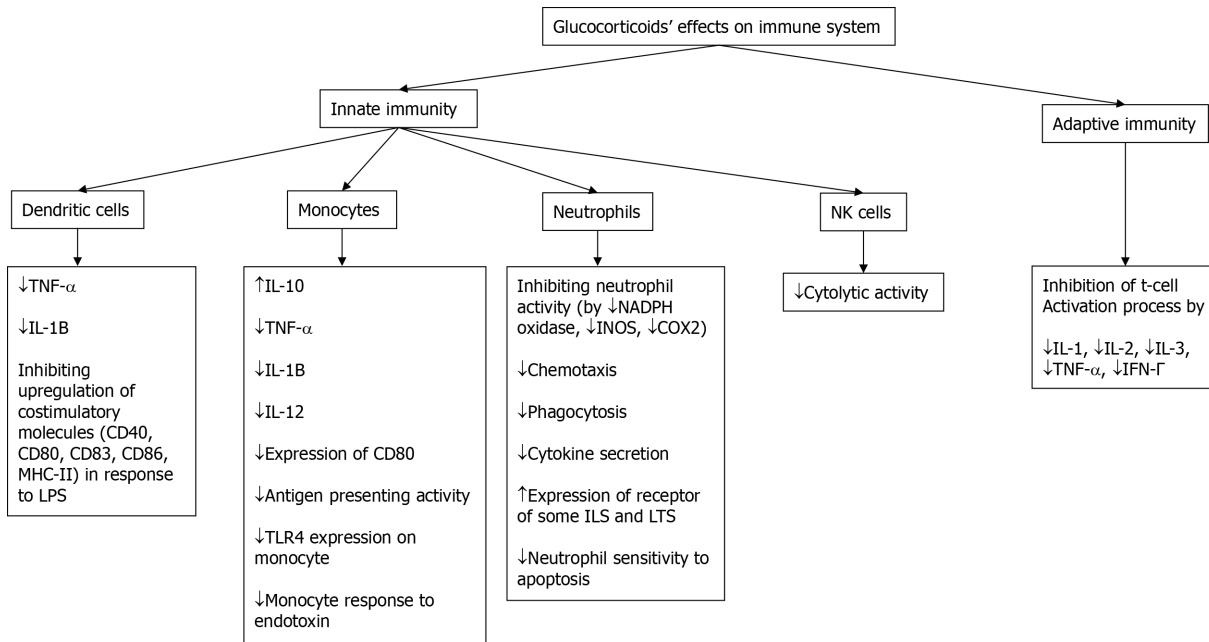 Glucocorticoids’ effects on immune system
Innate immunity
Adaptive immunity
Dendritic cells
Monocytes
Neutrophils
NK cells
↓TNF-α
↓IL-1B
Inhibiting
upregulation of
costimulatory
molecules (CD40,
CD80, CD83, CD86,
MHC-II) in response
to LPS
↑IL-10
↓TNF-α
↓IL-1B
↓IL-12
↓Expression of CD80
↓Antigen presenting activity
↓TLR4 expression on
monocyte
↓Monocyte response to
endotoxin
Inhibiting neutrophil
activity (by ↓NADPH
oxidase, ↓INOS, ↓COX2)
↓Chemotaxis
↓Phagocytosis
↓Cytokine secretion
↑Expression of receptor
of some ILS and LTS
↓Neutrophil sensitivity to
apoptosis
↓Cytolytic activity
Inhibition of t-cell
Activation process by
↓IL-1, ↓IL-2, ↓IL-3,
↓TNF-α, ↓IFN-Γ